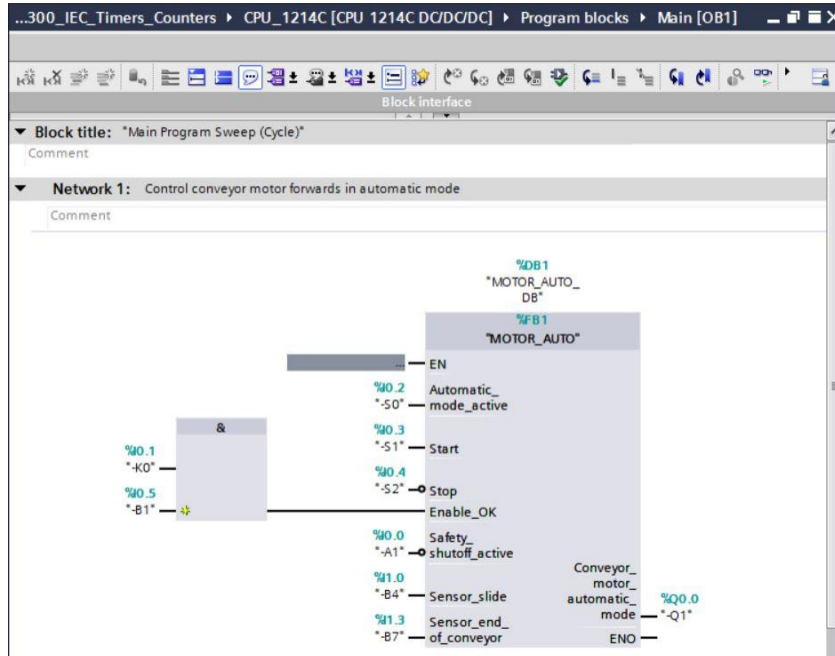 ...300_IEC_Timers_Counters ▸ CPU_1214C [CPU 1214C DC/DC/DC] ▸ Program blocks ▸ Main [OB1]
Block interface
Block title: "Main Program Sweep (Cycle)"
Comment
Network 1: Control conveyor motor forwards in automatic mode
Comment
%DB1
"MOTOR_AUTO_
DB"
%FB1
"MOTOR_AUTO"
... EN
%I0.2
"-S0"
Automatic_
mode_active
&
%I0.3
"-S1"
Start
%I0.1
"-K0"
%I0.4
"-S2"
Stop
%I0.5
"-B1"
Enable_OK
%I0.0
"-A1"
Safety_
shutoff_active
%I1.0
"-B4"
Sensor_slide
Conveyor_
motor_
automatic_
mode
%Q0.0
"-Q1"
%I1.3
"-B7"
Sensor_end_
of_conveyor
ENO